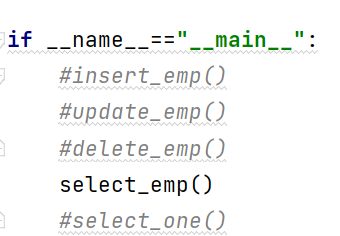 if __name__=="__main__":
    #insert_emp()
    #update_emp()
    #delete_emp()
    select_emp()
    #select_one()